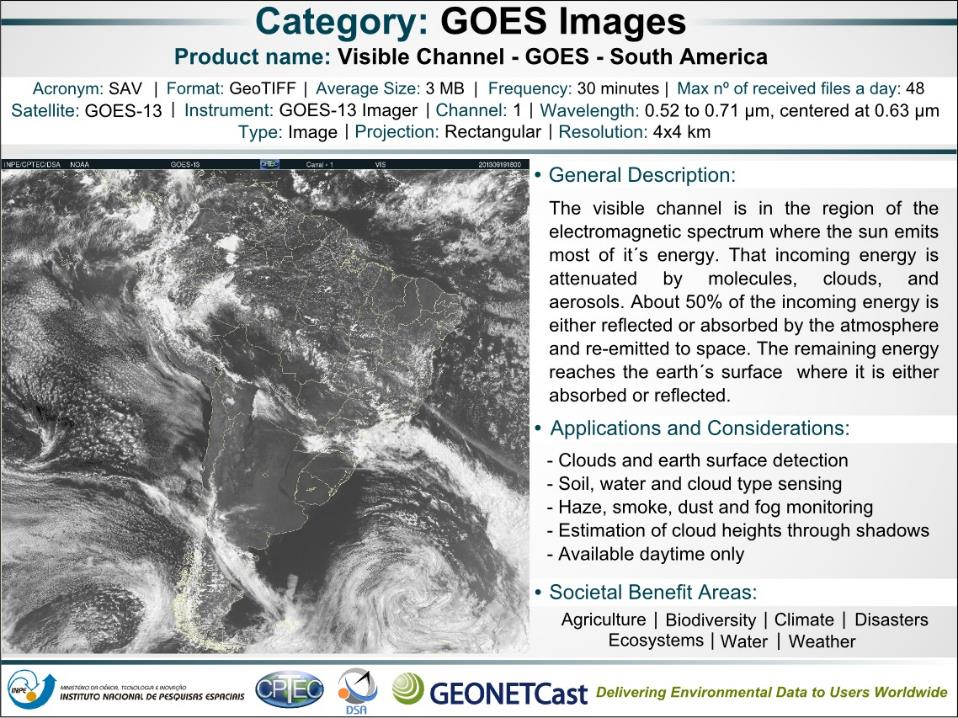 Category: GOES Images
Product name: Visible Channel - GOES - South America
Acronym: SAV | Format: GeoTIFF | Average Size: 3 MB | Frequency: 30 minutes | Max nº of received files a day: 48
Satellite: GOES-13 | Instrument: GOES-13 Imager | Channel: 1 | Wavelength: 0.52 to 0.71 µm, centered at 0.63 µm
Type: Image | Projection: Rectangular | Resolution: 4x4 km
INPE/CPTEC/DSA NOAA GOES-13 CPTEC Canal - 1 VIS 201309191800
• General Description:
The visible channel is in the region of the
electromagnetic spectrum where the sun emits
most of it´s energy. That incoming energy is
attenuated by molecules, clouds, and
aerosols. About 50% of the incoming energy is
either reflected or absorbed by the atmosphere
and re-emitted to space. The remaining energy
reaches the earth´s surface where it is either
absorbed or reflected.
• Applications and Considerations:
- Clouds and earth surface detection
- Soil, water and cloud type sensing
- Haze, smoke, dust and fog monitoring
- Estimation of cloud heights through shadows
- Available daytime only
• Societal Benefit Areas:
Agriculture | Biodiversity | Climate | Disasters
Ecosystems | Water | Weather
INPE
MINISTÉRIO DA CIÊNCIA, TECNOLOGIA E INOVAÇÃO
INSTITUTO NACIONAL DE PESQUISAS ESPACIAIS
CPTEC
DSA
GEONETCast
Delivering Environmental Data to Users Worldwide